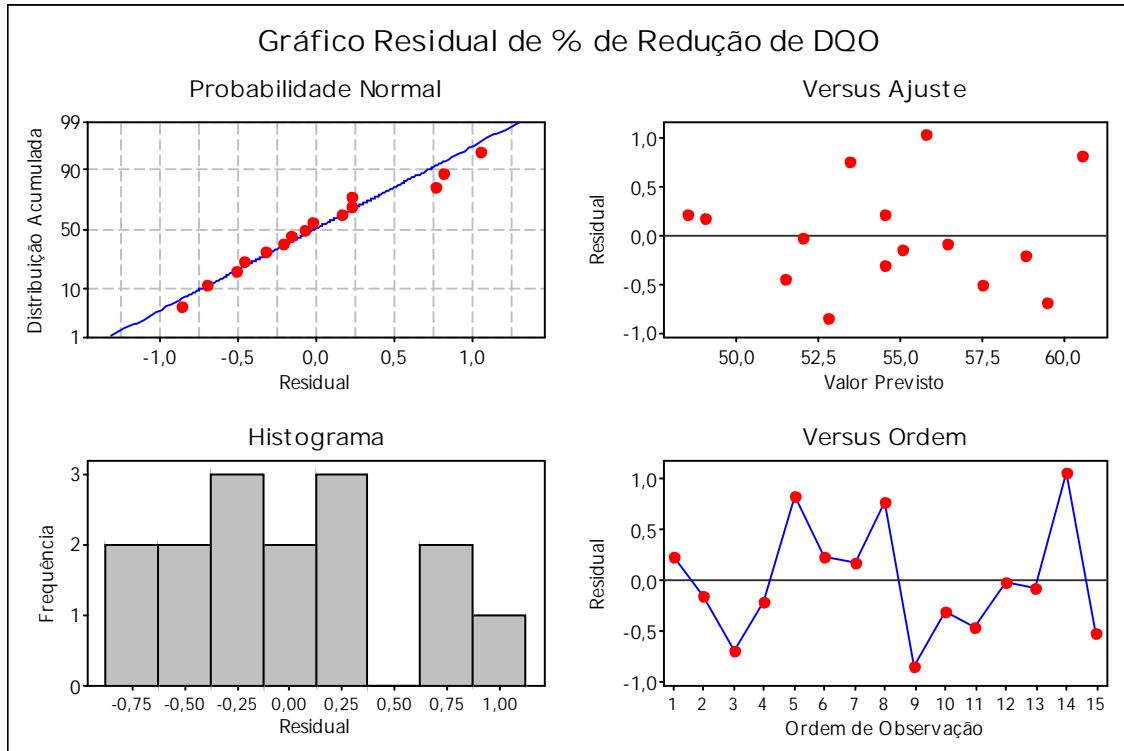 Gráfico Residual de % de Redução de DQO
Probabilidade Normal
Distribuição Acumulada
99
90
50
10
1
-1,0 -0,5 0,0 0,5 1,0
Residual
Versus Ajuste
Residual
1,0
0,5
0,0
-0,5
-1,0
50,0 52,5 55,0 57,5 60,0
Valor Previsto
Histograma
Frequência
3
2
1
0
-0,75 -0,50 -0,25 0,00 0,25 0,50 0,75 1,00
Residual
Versus Ordem
Residual
1,0
0,5
0,0
-0,5
-1,0
1 2 3 4 5 6 7 8 9 10 11 12 13 14 15
Ordem de Observação